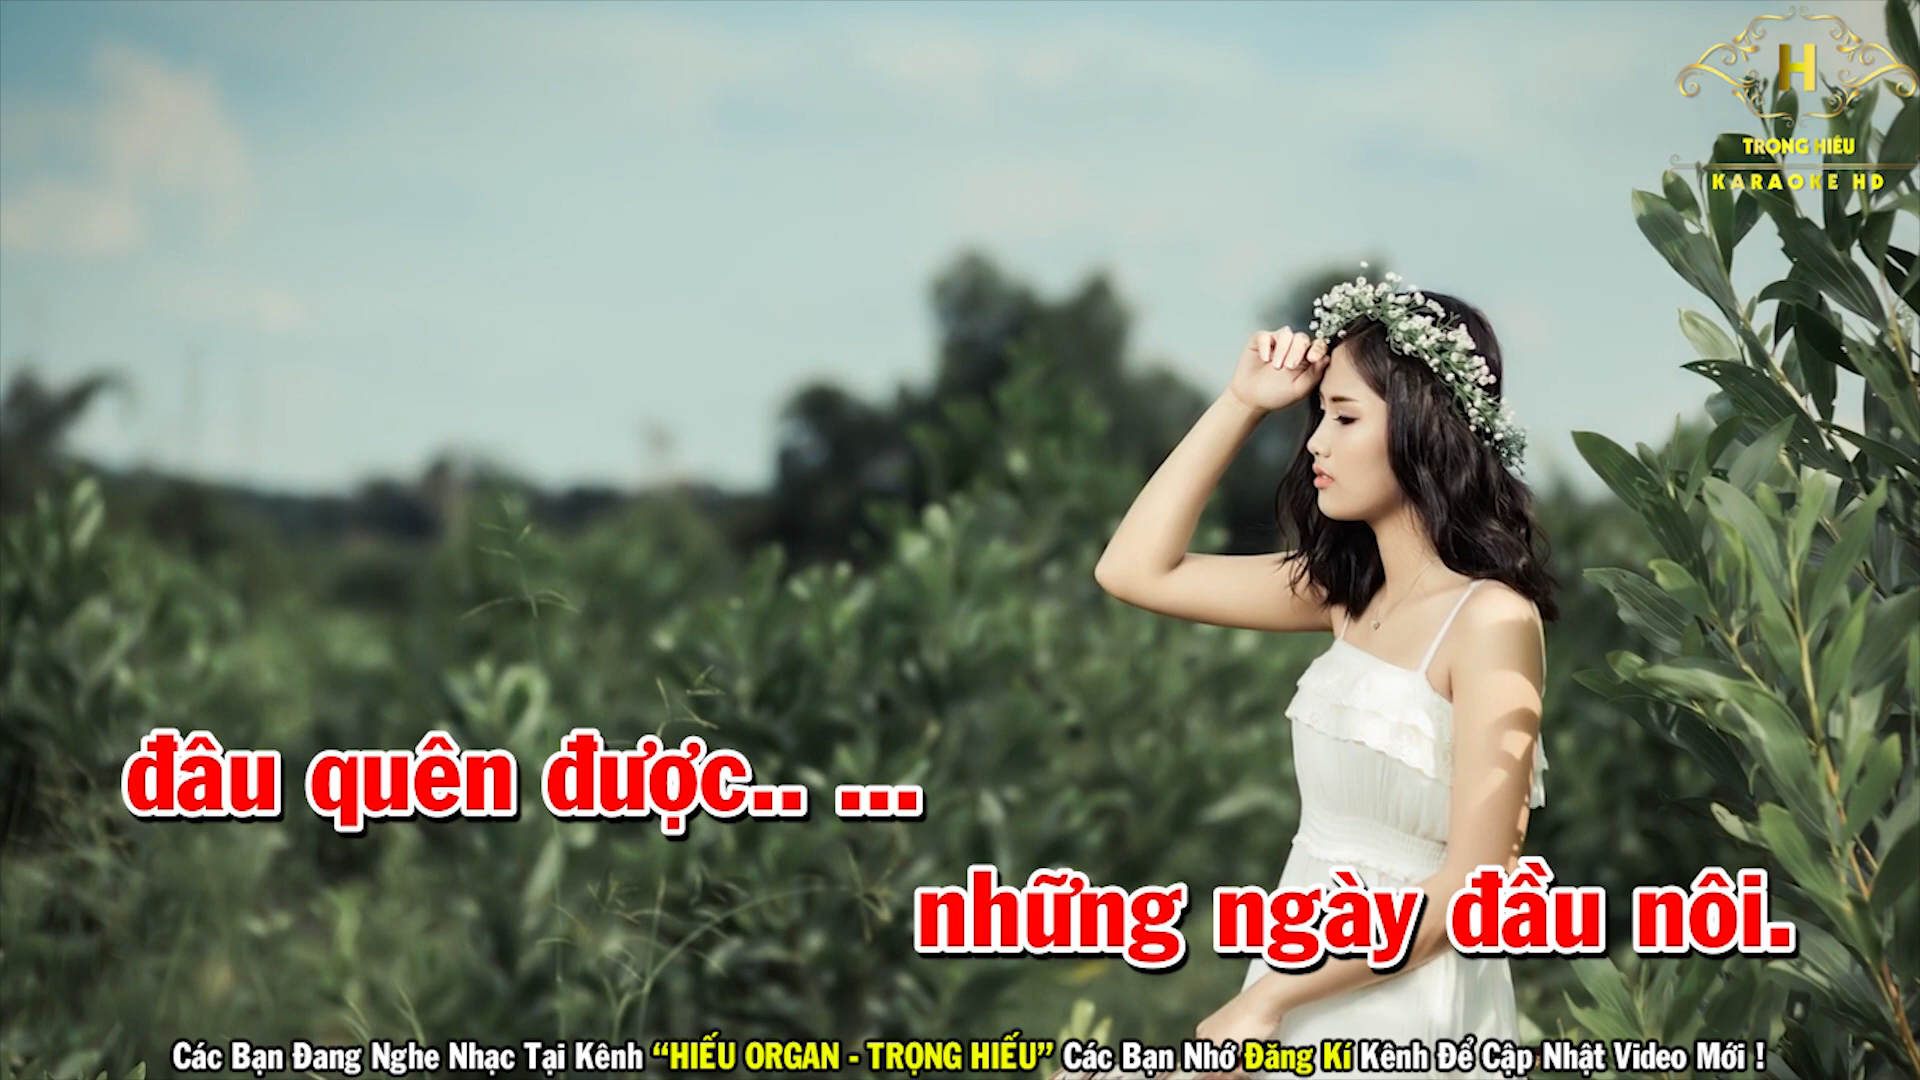 H
TRỌNG HIẾU
KARAOKE HD
đâu quên được.. ...
những ngày đầu nôi.
Các Bạn Đang Nghe Nhạc Tại Kênh “HIẾU ORGAN - TRỌNG HIẾU” Các Bạn Nhớ Đăng Kí Kênh Để Cập Nhật Video Mới !